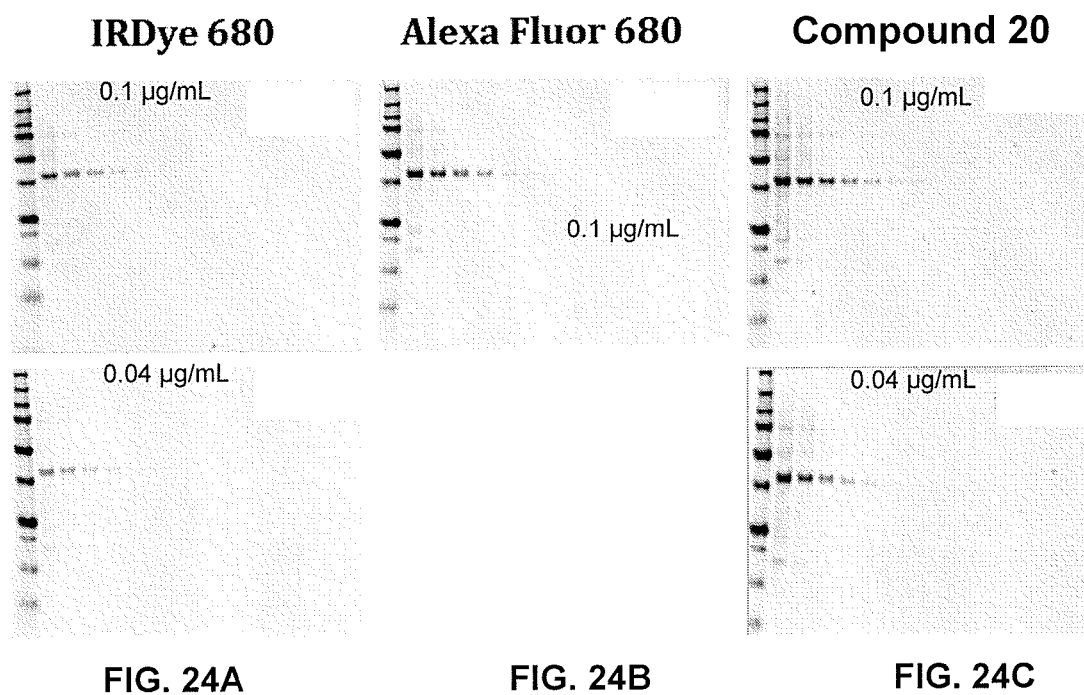 IRDye 680
Alexa Fluor 680
Compound 20
0.1 µg/mL
0.1 µg/mL
0.1 µg/mL
0.04 µg/mL
0.04 µg/mL
FIG. 24A
FIG. 24B
FIG. 24C